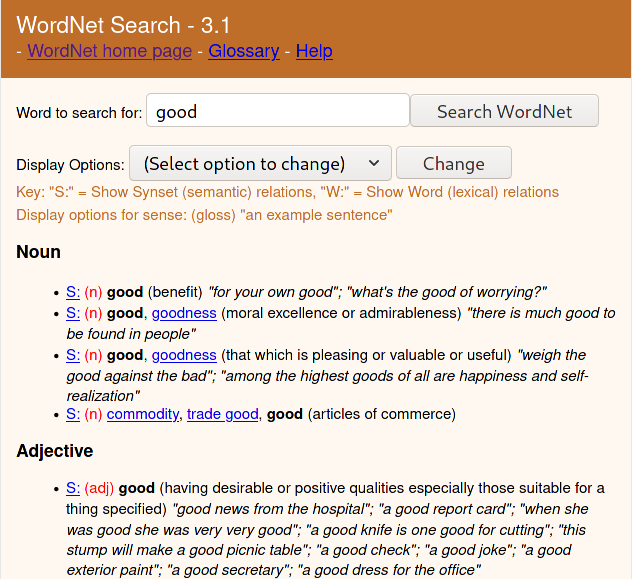 WordNet Search - 3.1
- WordNet home page - Glossary - Help
Word to search for: good Search WordNet
Display Options: (Select option to change) Change
Key: "S:" = Show Synset (semantic) relations, "W:" = Show Word (lexical) relations
Display options for sense: (gloss) "an example sentence"
Noun
• S: (n) good (benefit) "for your own good"; "what's the good of worrying?"
• S: (n) good, goodness (moral excellence or admirableness) "there is much good to
be found in people"
• S: (n) good, goodness (that which is pleasing or valuable or useful) "weigh the
good against the bad"; "among the highest goods of all are happiness and self-
realization"
• S: (n) commodity, trade good, good (articles of commerce)
Adjective
• S: (adj) good (having desirable or positive qualities especially those suitable for a
thing specified) "good news from the hospital"; "a good report card"; "when she
was good she was very very good"; "a good knife is one good for cutting"; "this
stump will make a good picnic table"; "a good check"; "a good joke"; "a good
exterior paint"; "a good secretary"; "a good dress for the office"